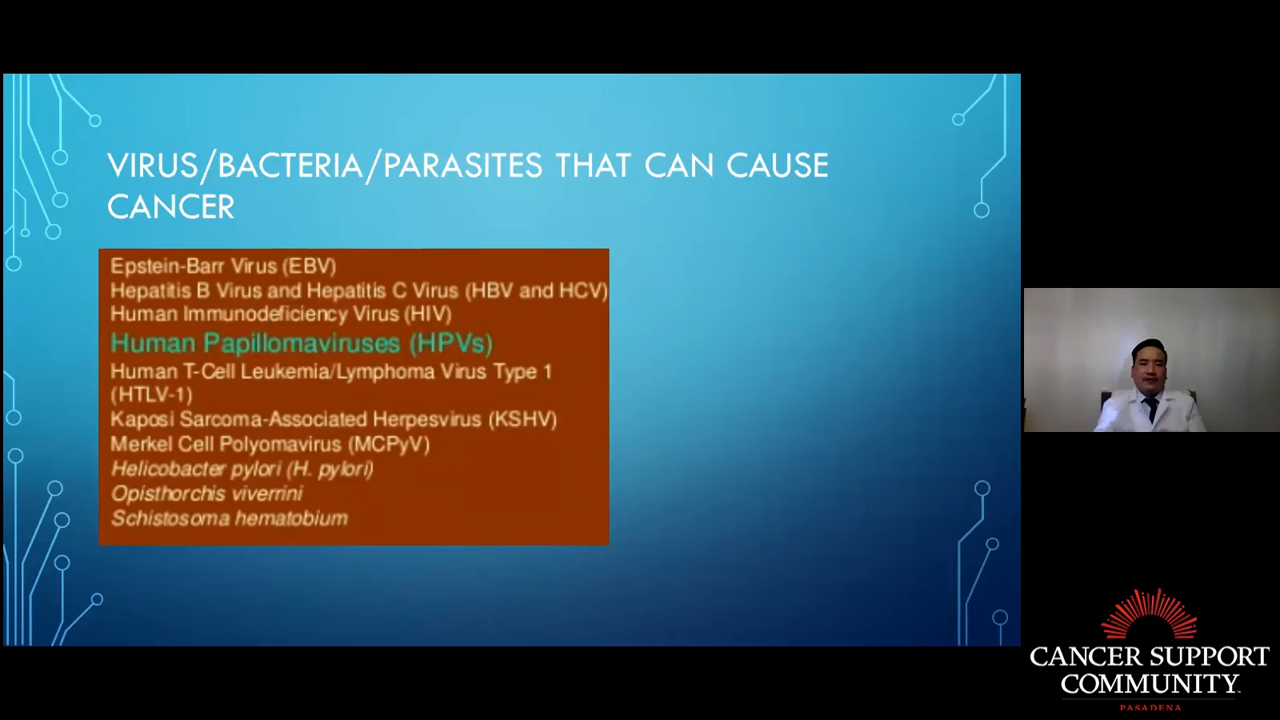 VIRUS/BACTERIA/PARASITES THAT CAN CAUSE
CANCER
Epstein-Barr Virus (EBV)
Hepatitis B Virus and Hepatitis C Virus (HBV and HCV)
Human Immunodeficiency Virus (HIV)
Human Papillomaviruses (HPVs)
Human T-Cell Leukemia/Lymphoma Virus Type 1
(HTLV-1)
Kaposi Sarcoma-Associated Herpesvirus (KSHV)
Merkel Cell Polyomavirus (MCPyV)
Helicobacter pylori (H. pylori)
Opisthorchis viverrini
Schistosoma hematobium
CANCER SUPPORT
COMMUNITY
PASADENA